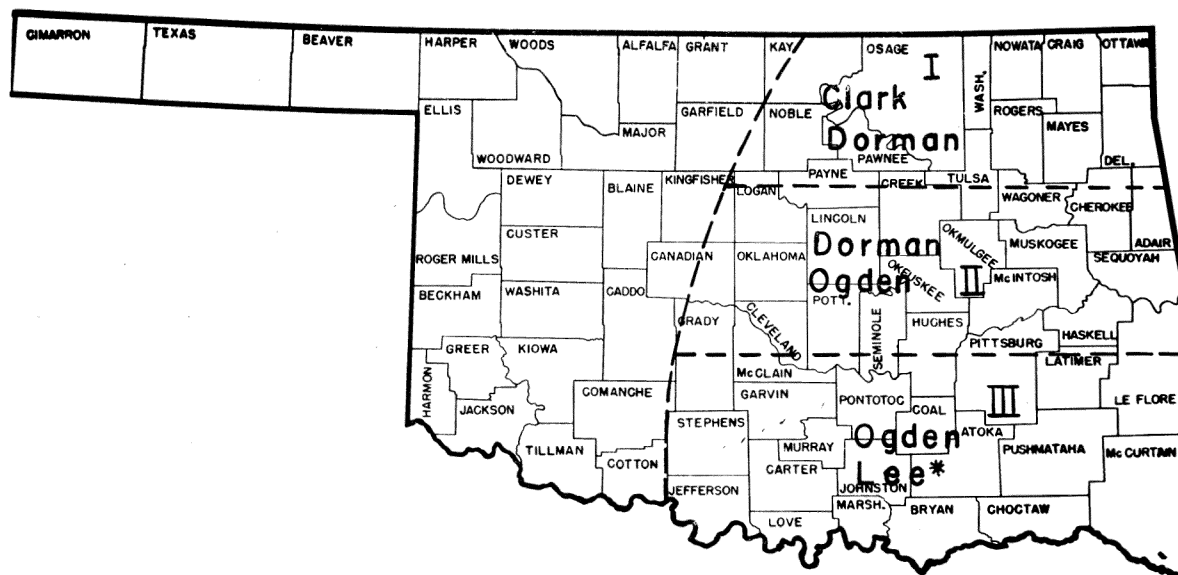 CIMARRON
TEXAS
BEAVER
HARPER
WOODS
ALFALFA
GRANT
KAY
OSAGE
I
WASH.
NOWATA
CRAIG
OTTAWA
Clark
ELLIS
MAJOR
GARFIELD
NOBLE
ROGERS
MAYES
Dorman
WOODWARD
PAWNEE
DEL.
DEWEY
BLAINE
KINGFISHER
LOGAN
PAYNE
CREEK
TULSA
WAGONER
CHEROKEE
LINCOLN
CUSTER
OKMULGEE
MUSKOGEE
ADAIR
Dorman
ROGER MILLS
CANADIAN
OKLAHOMA
SEQUOYAH
BECKHAM
WASHITA
CADDO
Ogden
OKFUSKEE
II
McINTOSH
POTT.
GRADY
CLEVELAND
SEMINOLE
HUGHES
PITTSBURG
HASKELL
GREER
KIOWA
LATIMER
HARMON
McCLAIN
JACKSON
COMANCHE
GARVIN
PONTOTOC
COAL
III
LE FLORE
STEPHENS
Ogden
ATOKA
TILLMAN
COTTON
MURRAY
PUSHMATAHA
McCURTAIN
CARTER
Lee*
JEFFERSON
JOHNSTON
MARSH.
BRYAN
CHOCTAW
LOVE